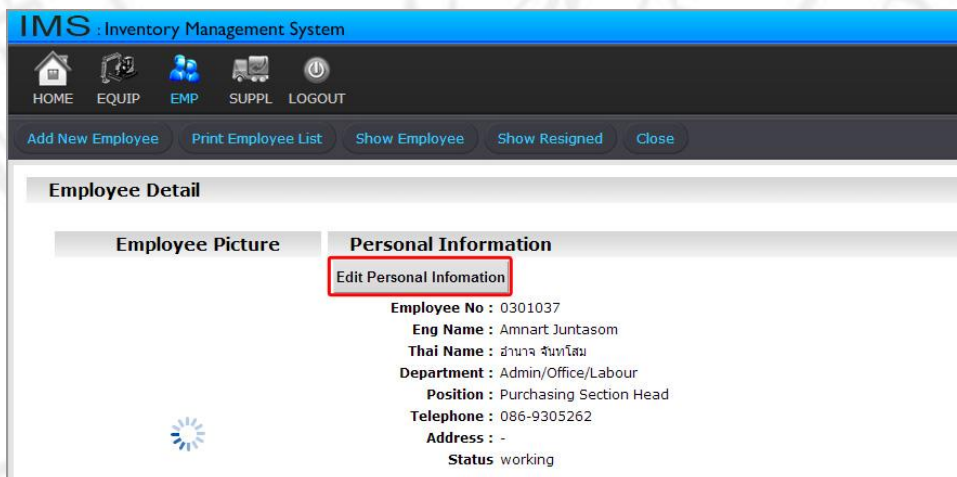 IMS : Inventory Management System
HOME EQUIP EMP SUPPL LOGOUT
Add New Employee Print Employee List Show Employee Show Resigned Close
Employee Detail
Employee Picture Personal Information
Edit Personal Infomation
Employee No : 0301037
Eng Name : Amnart Juntasom
Thai Name : อำนาจ จันทโสม
Department : Admin/Office/Labour
Position : Purchasing Section Head
Telephone : 086-9305262
Address : -
Status working